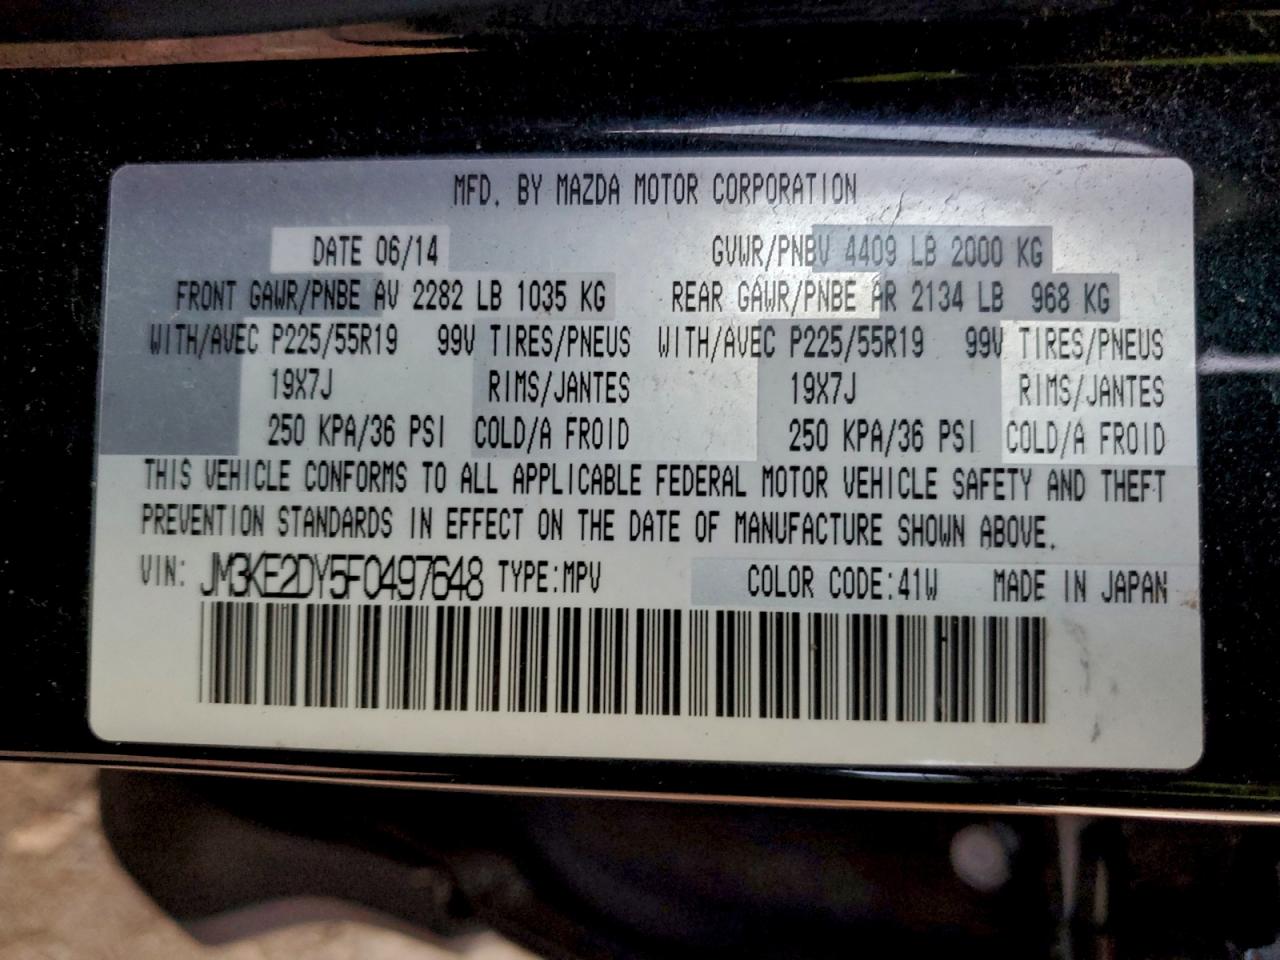 MFD. BY MAZDA MOTOR CORPORATION
DATE 06/14 GVWR/PNBV 4409 LB 2000 KG
FRONT GAWR/PNBE AV 2282 LB 1035 KG REAR GAWR/PNBE AR 2134 LB 968 KG
WITH/AVEC P225/55R19 99V TIRES/PNEUS WITH/AVEC P225/55R19 99V TIRES/PNEUS
19X7J RIMS/JANTES 19X7J RIMS/JANTES
250 KPA/36 PSI COLD/A FROID 250 KPA/36 PSI COLD/A FROID
THIS VEHICLE CONFORMS TO ALL APPLICABLE FEDERAL MOTOR VEHICLE SAFETY AND THEFT
PREVENTION STANDARDS IN EFFECT ON THE DATE OF MANUFACTURE SHOWN ABOVE.
VIN: JM3KE2DY5F0497648 TYPE:MPV COLOR CODE:41W MADE IN JAPAN